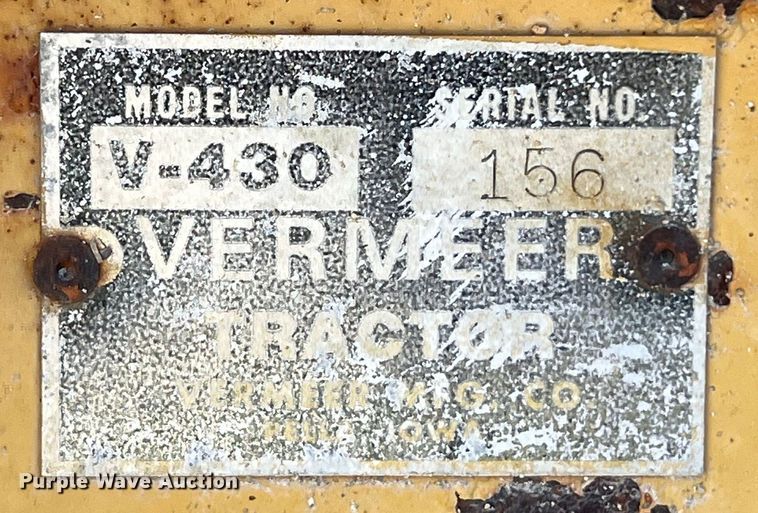 MODEL NO. SERIAL NO.
V-430 156
VERMEER
TRACTOR
VERMEER MFG. CO.
PELLA, IOWA
Purple Wave Auction